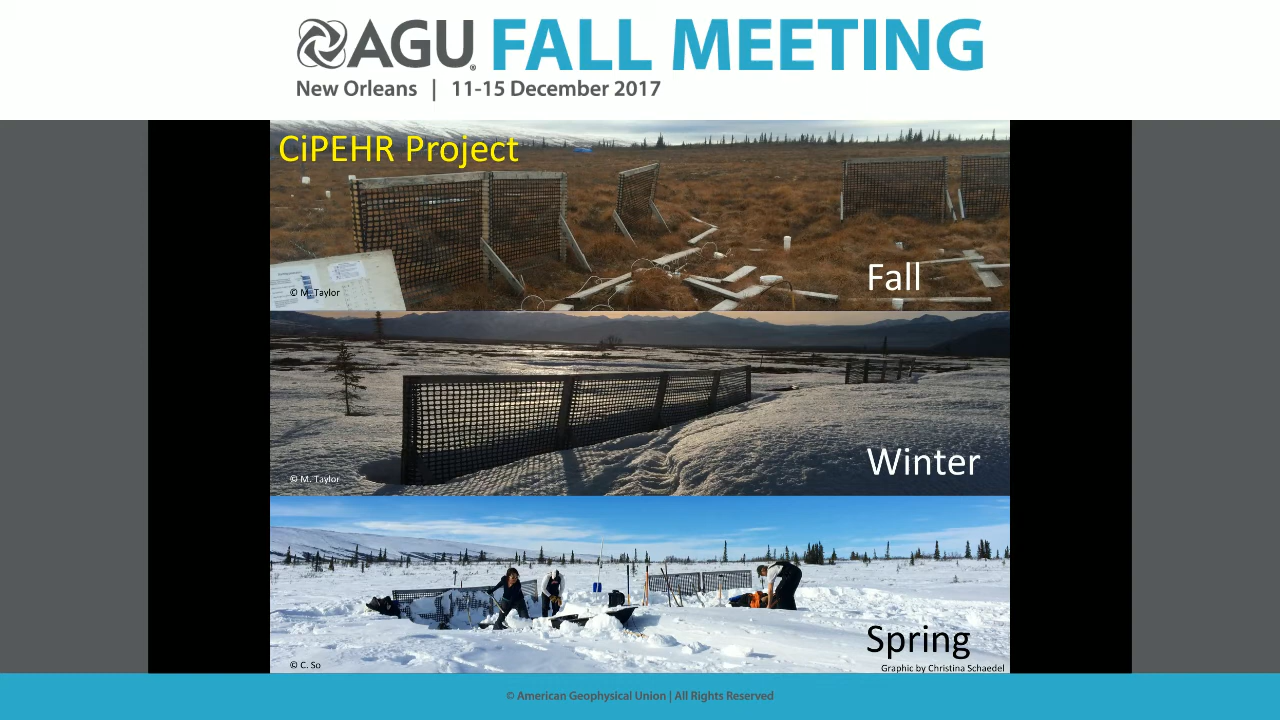 AGU FALL MEETING
New Orleans | 11-15 December 2017
CiPEHR Project
Fall
© M. Taylor
Winter
© M. Taylor
Spring
© C. So
Graphic by Christina Schaedel
© American Geophysical Union | All Rights Reserved